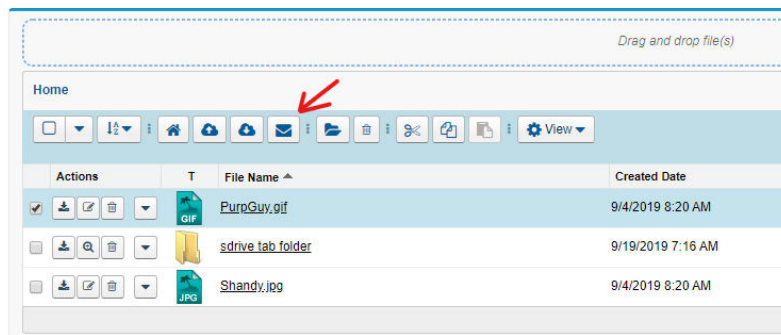 Drag and drop file(s)
Home
View
Actions T File Name Created Date
GIF PurpGuy.gif 9/4/2019 8:20 AM
sdrive tab folder 9/19/2019 7:16 AM
JPG Shandy.jpg 9/4/2019 8:20 AM